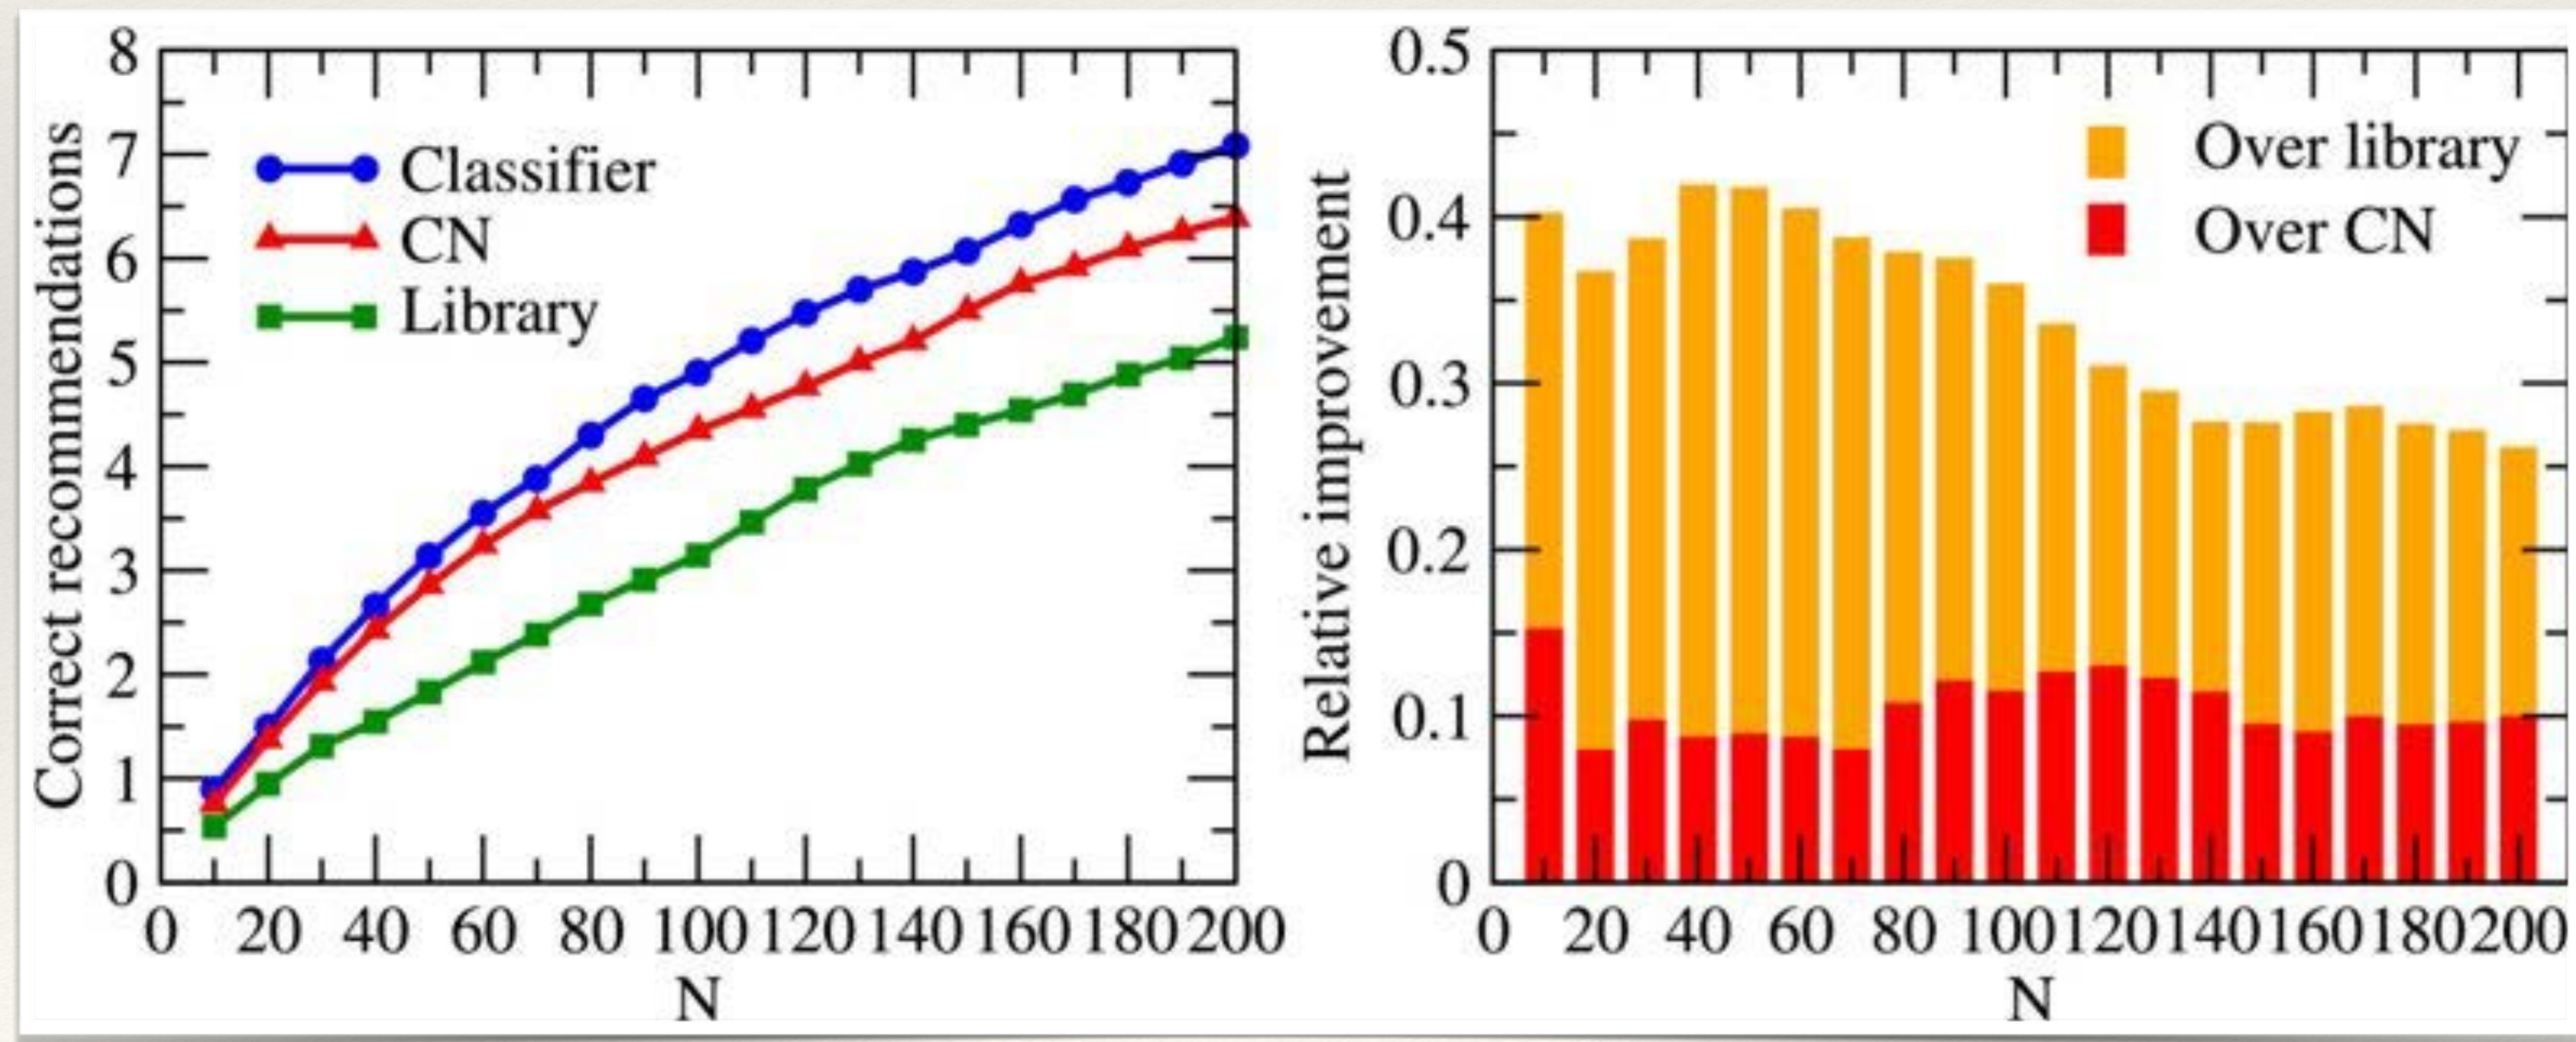 8
7
6
5
4
3
2
1
0
Correct recommendations
Classifier
CN
Library
0 20 40 60 80 100 120 140 160 180 200
N
0.5
0.4
0.3
0.2
0.1
0
Relative improvement
Over library
Over CN
0 20 40 60 80 100 120 140 160 180 200
N